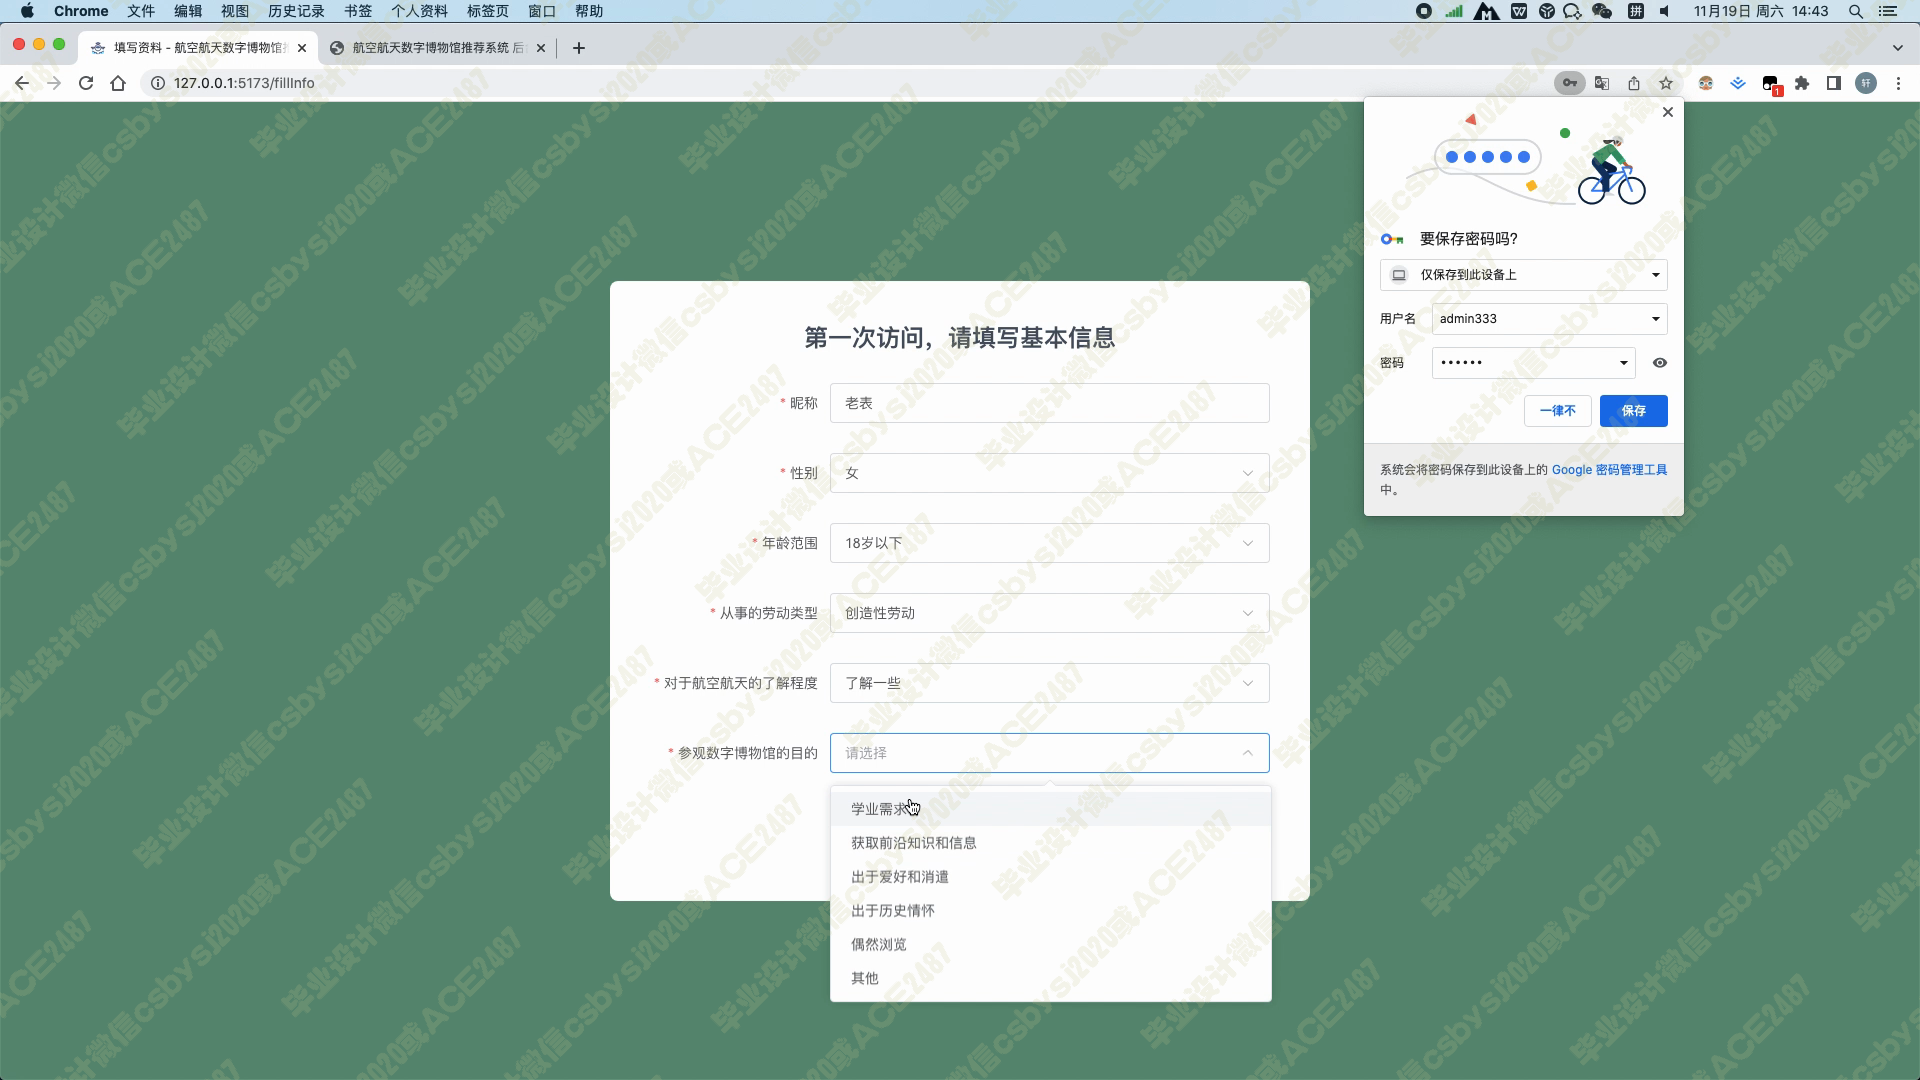 Chrome 文件 编辑 视图 历史记录 书签 个人资料 标签页 窗口 帮助 拼 11月19日 周六 14:43
填写资料 - 航空航天数字博物馆推 航空航天数字博物馆推荐系统 后
127.0.0.1:5173/fillInfo 1 轩
要保存密码吗?
仅保存到此设备上
用户名 admin333
密码 ••••••
一律不 保存
系统会将密码保存到此设备上的 Google 密码管理工具
中。
第一次访问，请填写基本信息
* 昵称 老表
* 性别 女
* 年龄范围 18岁以下
* 从事的劳动类型 创造性劳动
* 对于航空航天的了解程度 了解一些
* 参观数字博物馆的目的 请选择
学业需求
获取前沿知识和信息
出于爱好和消遣
出于历史情怀
偶然浏览
其他
毕业设计微信csbysj2020或ACE2487